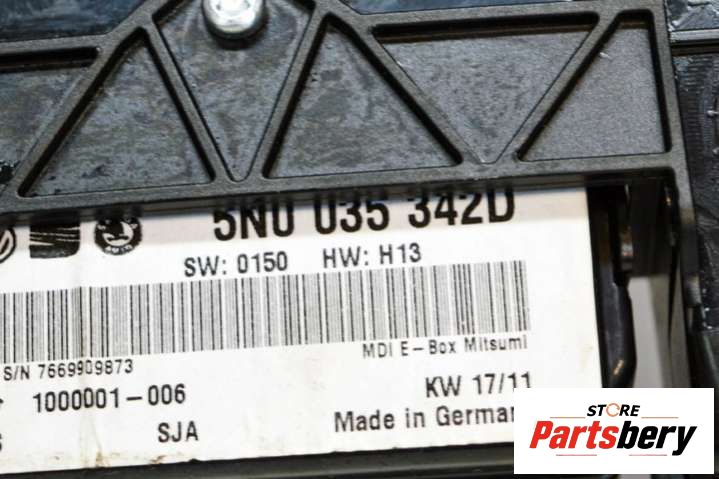 5N0 035 342D
SW: 0150 HW: H13
S/N 7669909873
MDI E-Box Mitsumi
1000001-006
KW 17/11
SJA
Made in German
STORE
Partsbery